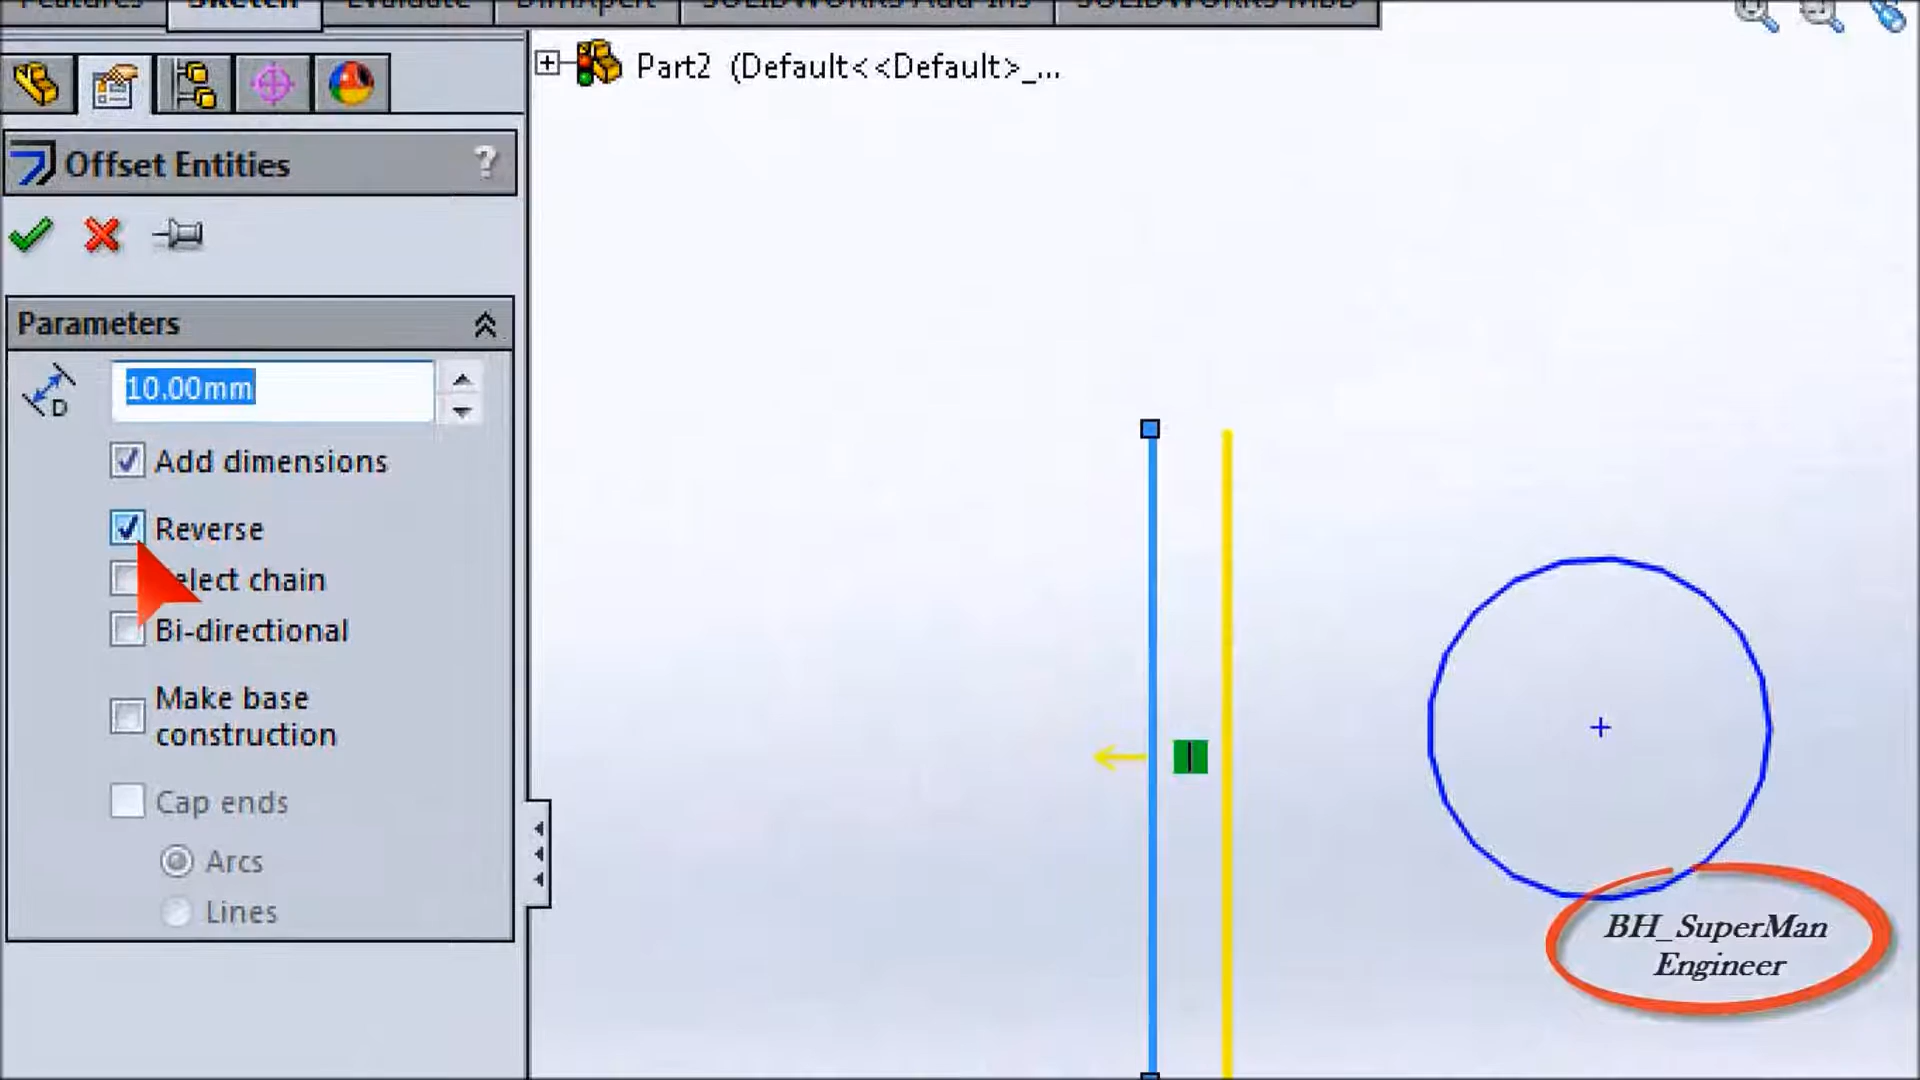 Features Sketch Evaluate DimXpert SOLIDWORKS Add-Ins SOLIDWORKS MBD
Part2 (Default<<Default>_...
Offset Entities ?
Parameters
D 10.00mm
Add dimensions
Reverse
elect chain
Bi-directional
Make base
construction
Cap ends
Arcs
Lines
BH_SuperMan
Engineer